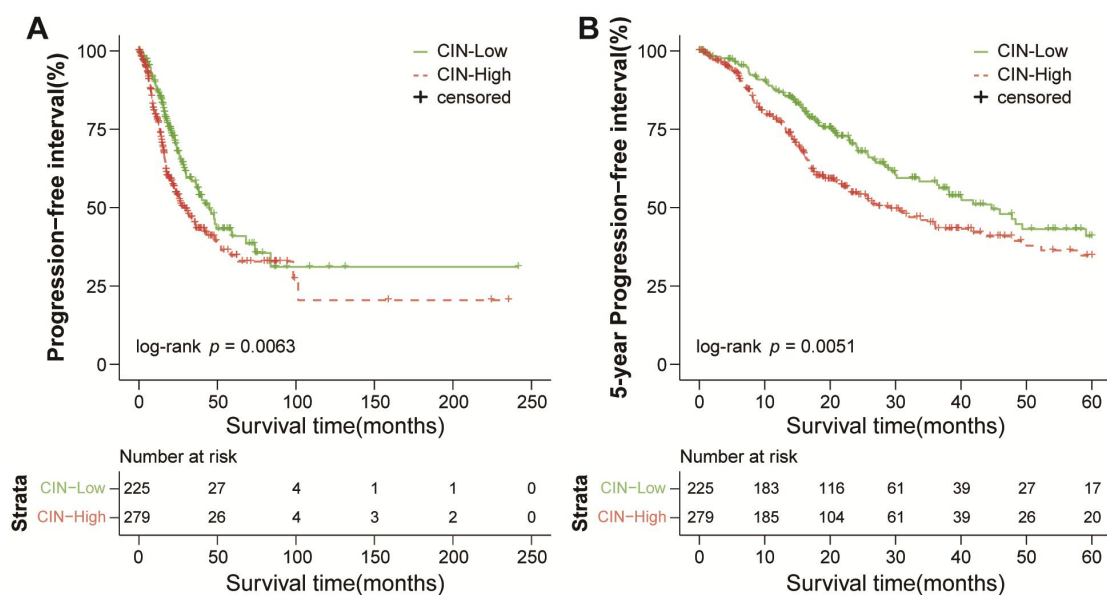 A
Progression−free interval(%)
100
75
50
25
0
CIN-Low
CIN-High
censored
log-rank p = 0.0063
0 50 100 150 200 250
Survival time(months)
Number at risk
Strata
CIN−Low 225 27 4 1 1 0
CIN−High 279 26 4 3 2 0
0 50 100 150 200 250
Survival time(months)
B
5-year Progression−free interval(%)
100
75
50
25
0
CIN-Low
CIN-High
censored
log-rank p = 0.0051
0 10 20 30 40 50 60
Survival time(months)
Number at risk
Strata
CIN−Low 225 183 116 61 39 27 17
CIN−High 279 185 104 61 39 26 20
0 10 20 30 40 50 60
Survival time(months)